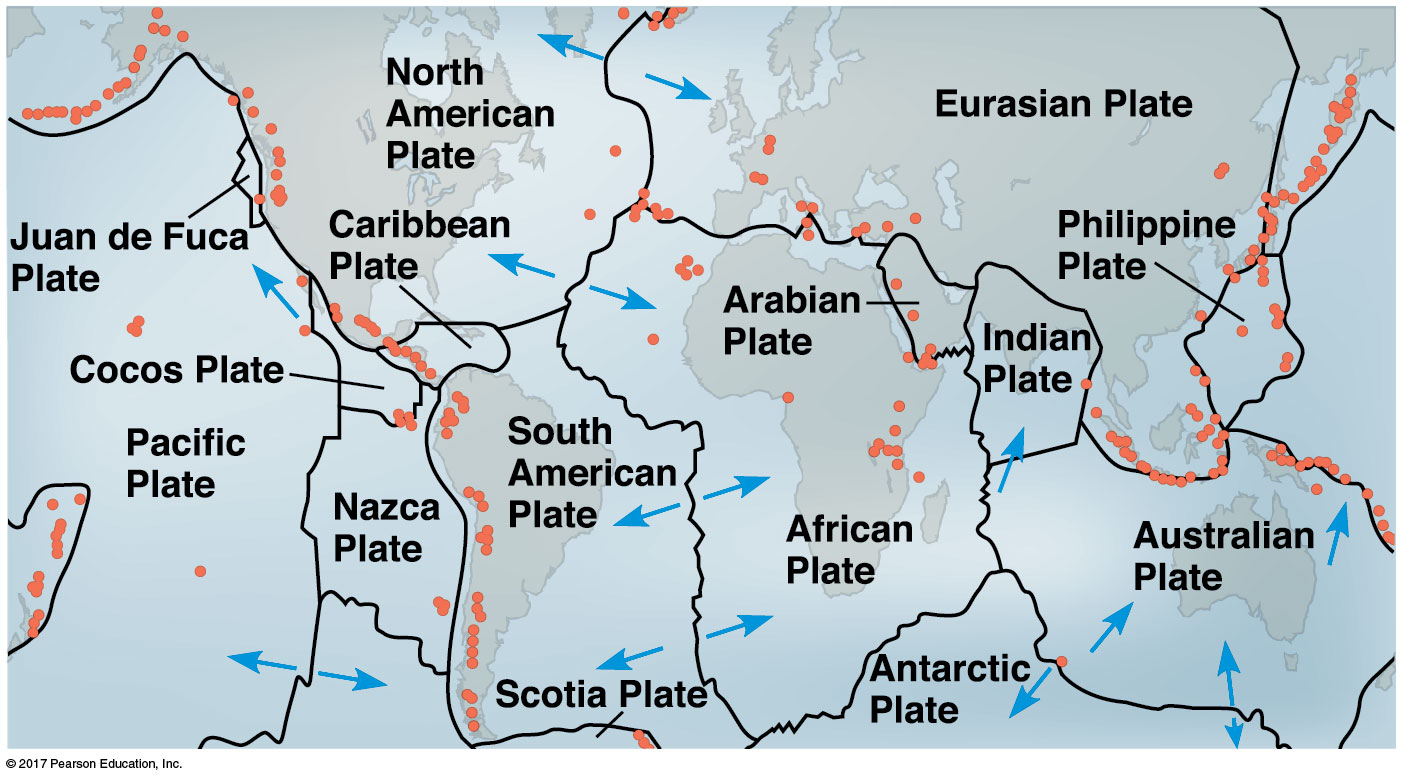 North
American
Plate
Eurasian Plate
Juan de Fuca
Plate
Caribbean
Plate
Philippine
Plate
Arabian
Plate
Indian
Plate
Cocos Plate
Pacific
Plate
South
American
Plate
Nazca
Plate
African
Plate
Australian
Plate
Scotia Plate
Antarctic
Plate
© 2017 Pearson Education, Inc.